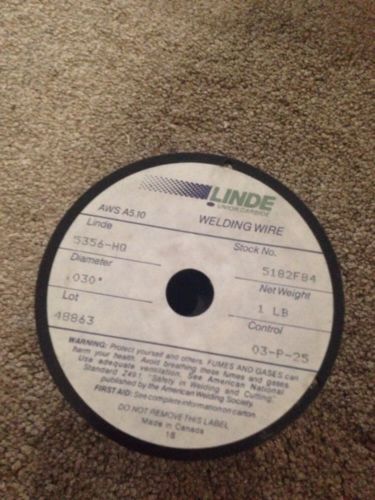 LINDE
UNION CARBIDE
AWS A5.10
WELDING WIRE
Linde
5356-HQ
Stock No.
5182F84
Diameter
.030"
Net Weight
1 LB
Lot
48863
Control
03-P-25
WARNING: Protect yourself and others. FUMES AND GASES can
harm your health. Avoid breathing these fumes and gases.
Use adequate ventilation. See American National
Standard Z49.1 "Safety in Welding and Cutting,"
published by the American Welding Society.
FIRST AID: See complete information on carton.
DO NOT REMOVE THIS LABEL
Made in Canada
18